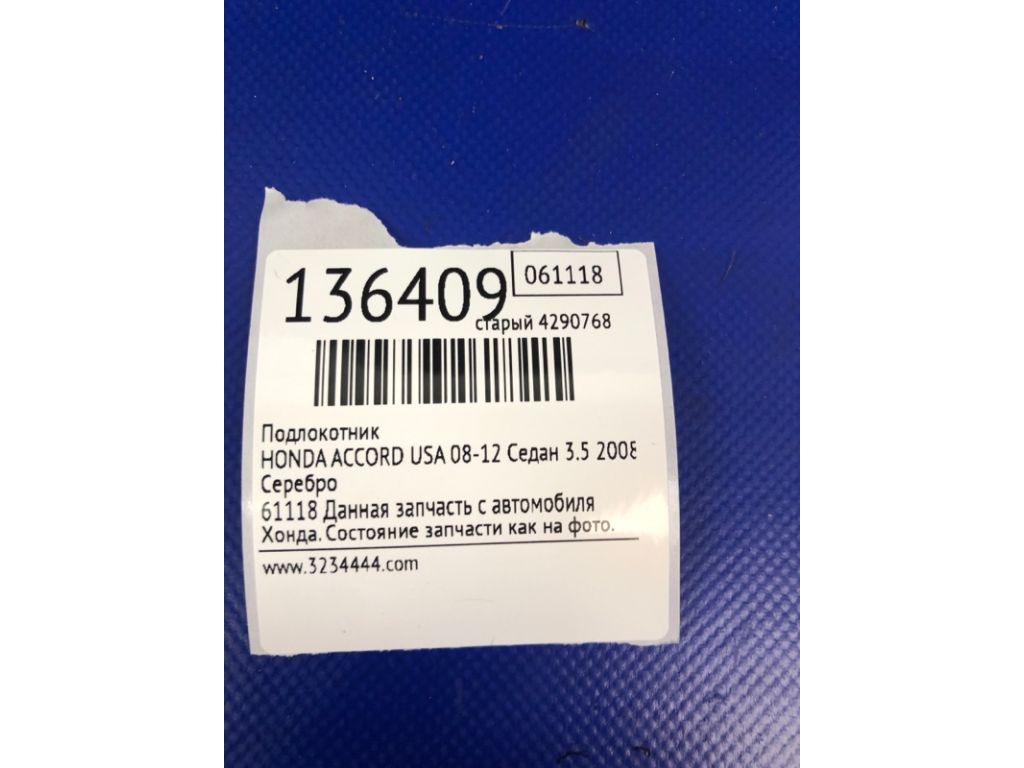 136409
061118
старый 4290768
Подлокотник
HONDA ACCORD USA 08-12 Седан 3.5 2008
Серебро
61118 Данная запчасть с автомобиля
Хонда. Состояние запчасти как на фото.
www.3234444.com